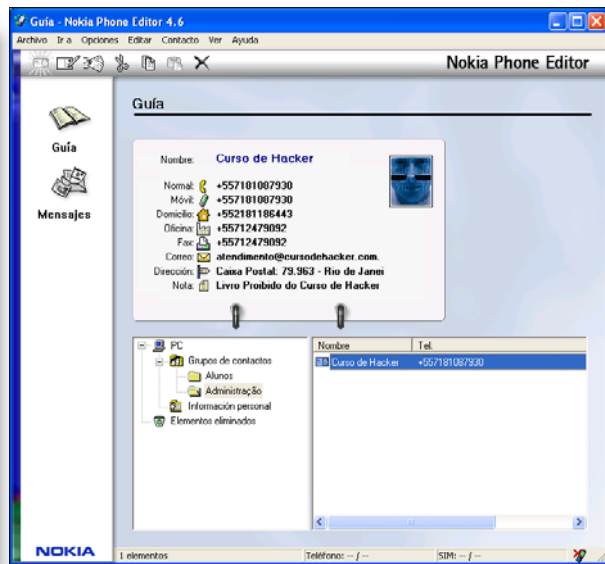 Guía - Nokia Phone Editor 4.6
Archivo Ir a Opciones Editar Contacto Ver Ayuda
Nokia Phone Editor
Guía
Guía
Mensajes
Nombre: Curso de Hacker
Normal: +557181087930
Móvil: +557181087930
Domicilio: +552181186443
Oficina: +55712479092
Fax: +55712479092
Correo: atendimento@cursodehacker.com.
Dirección: Caixa Postal: 79.963 - Rio de Janei
Nota: Livro Proibido do Curso de Hacker
PC
Grupos de contactos
Alunos
Administração
Información personal
Elementos eliminados
Nombre Tel.
Curso de Hacker +557181087930
NOKIA
1 elementos Teléfono: -- / -- SIM: -- / --